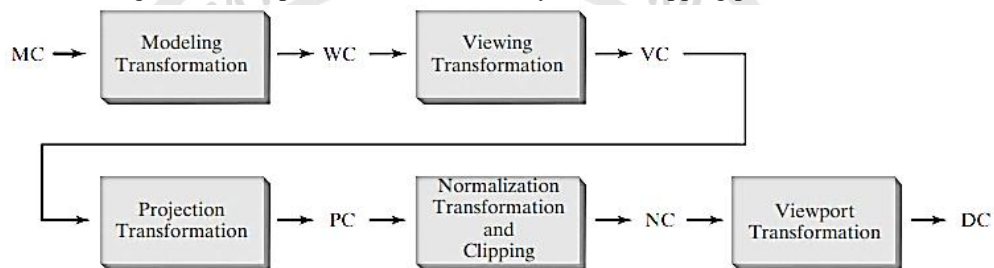 MC
Modeling
Transformation
WC
Viewing
Transformation
VC
Projection
Transformation
PC
Normalization
Transformation
and
Clipping
NC
Viewport
Transformation
DC